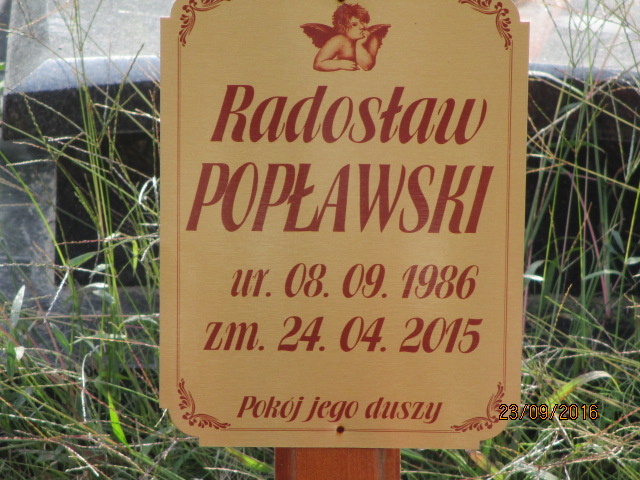 Radosław
POPŁAWSKI
ur. 08. 09. 1986
zm. 24. 04. 2015
Pokój jego duszy
23/09/2016